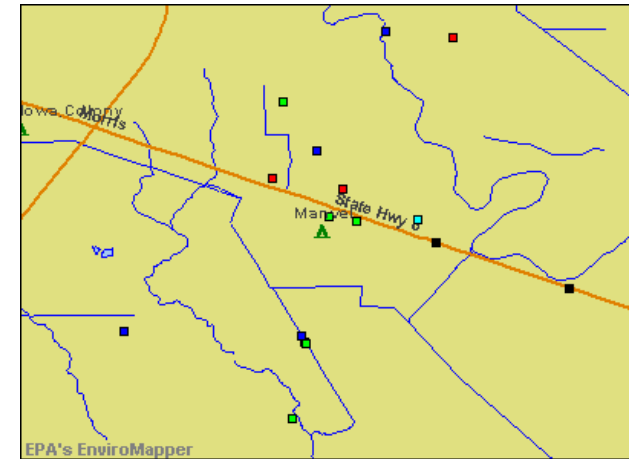 Iowa Colony
Morris
State Hwy 6
Manvel
EPA's EnviroMapper